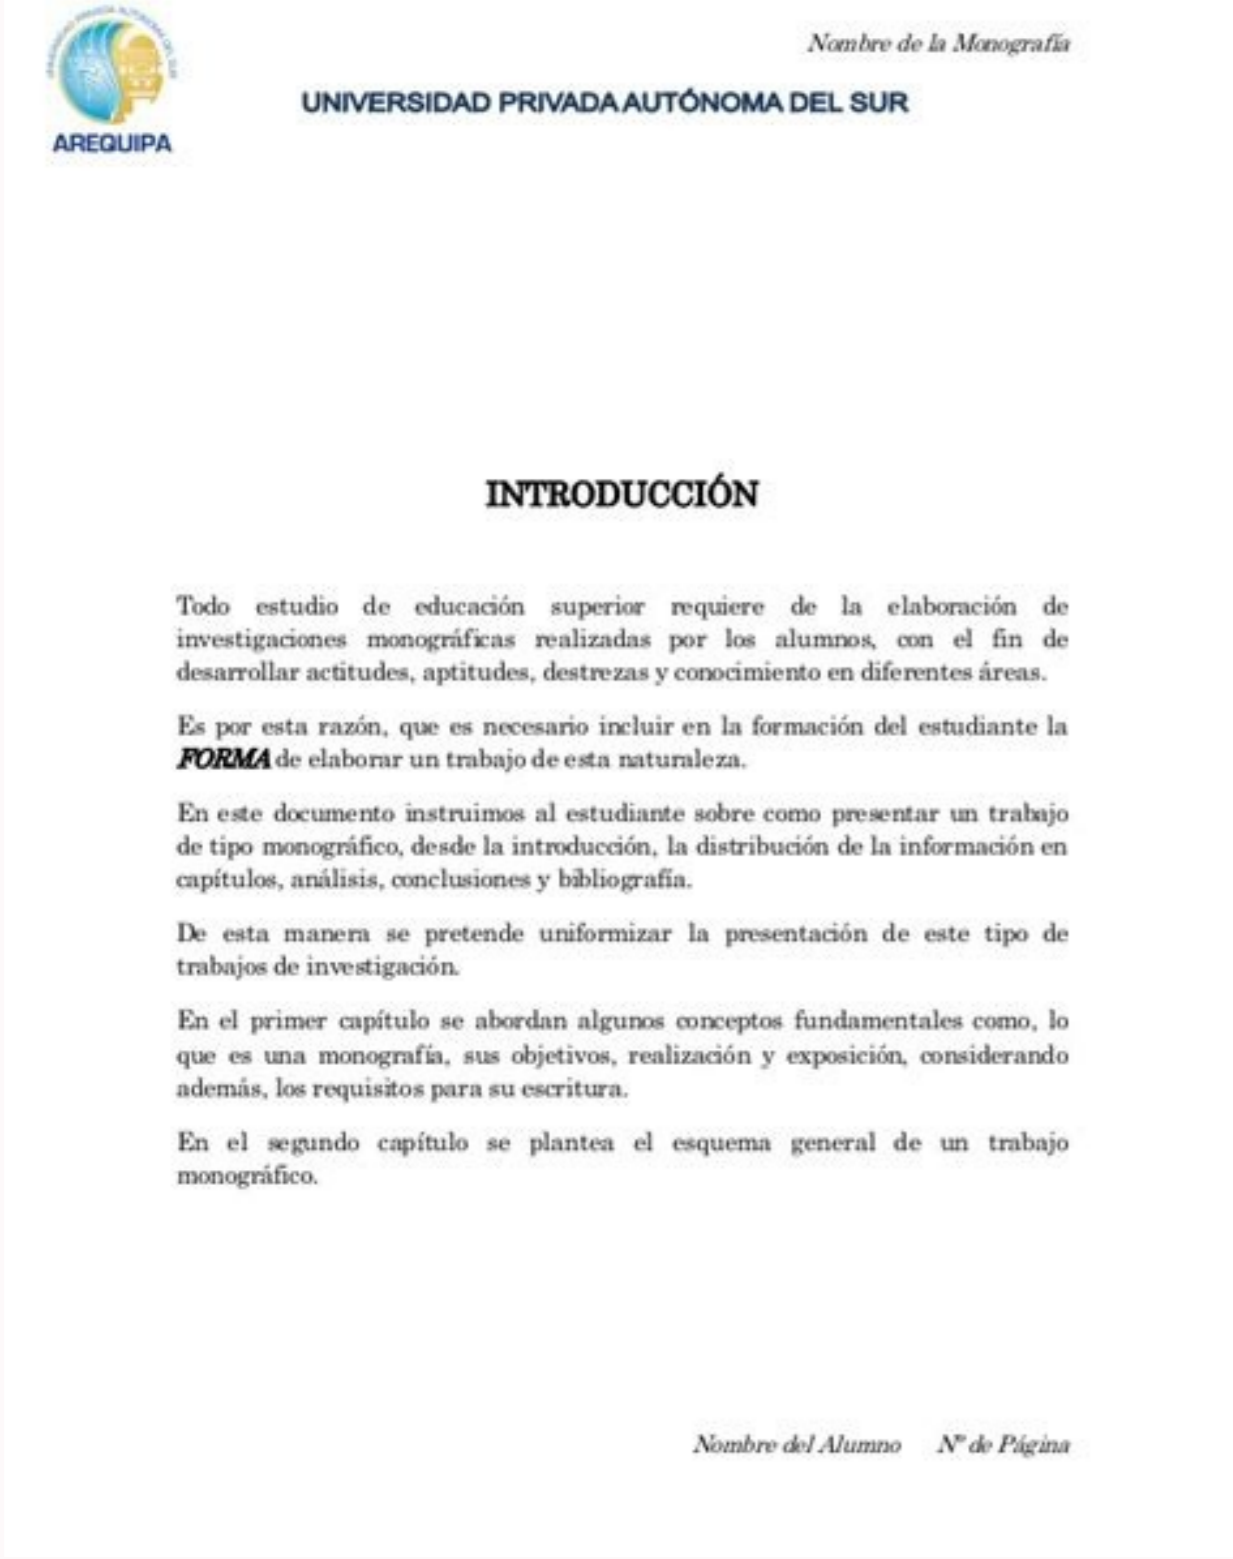 Nombre de la Monografía
UNIVERSIDAD PRIVADA AUTÓNOMA DEL SUR
UNIVERSIDAD PRIVADA AUTONOMA DEL SUR
AREQUIPA
INTRODUCCIÓN
Todo estudio de educación superior requiere de la elaboración de
investigaciones monográficas realizadas por los alumnos, con el fin de
desarrollar actitudes, aptitudes, destrezas y conocimiento en diferentes áreas.
Es por esta razón, que es necesario incluir en la formación del estudiante la
FORMA de elaborar un trabajo de esta naturaleza.
En este documento instruimos al estudiante sobre como presentar un trabajo
de tipo monográfico, desde la introducción, la distribución de la información en
capítulos, análisis, conclusiones y bibliografía.
De esta manera se pretende uniformizar la presentación de este tipo de
trabajos de investigación.
En el primer capítulo se abordan algunos conceptos fundamentales como, lo
que es una monografía, sus objetivos, realización y exposición, considerando
además, los requisitos para su escritura.
En el segundo capítulo se plantea el esquema general de un trabajo
monográfico.
Nombre del Alumno Nº de Página